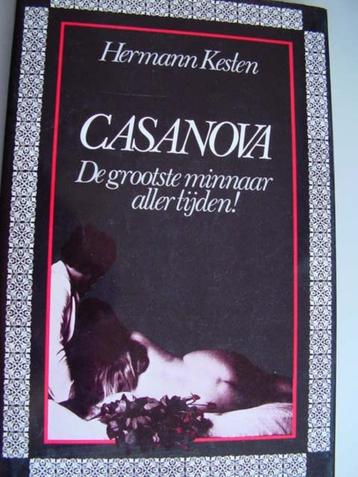 Hermann Kesten
CASANOVA
De grootste minnaar
aller tijden!